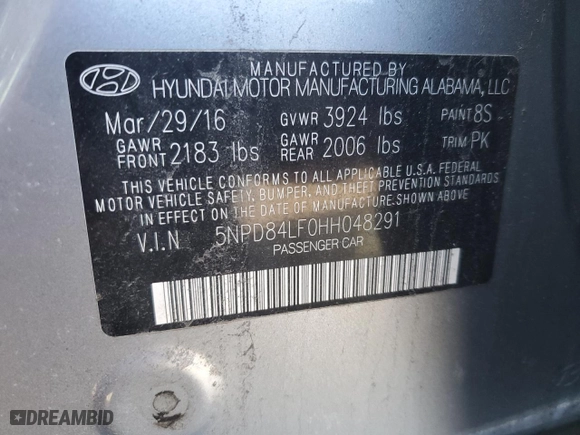 MANUFACTURED BY
HYUNDAI MOTOR MANUFACTURING ALABAMA, LLC
Mar/29/16 GVWR 3924 lbs PAINT 8S
GAWR FRONT 2183 lbs GAWR REAR 2006 lbs TRIM PK
THIS VEHICLE CONFORMS TO ALL APPLICABLE U.S.A. FEDERAL
MOTOR VEHICLE SAFETY, BUMPER, AND THEFT PREVENTION STANDARDS
IN EFFECT ON THE DATE OF MANUFACTURE SHOWN ABOVE.
V.I.N 5NPD84LF0HH048291
PASSENGER CAR
DREAMBID